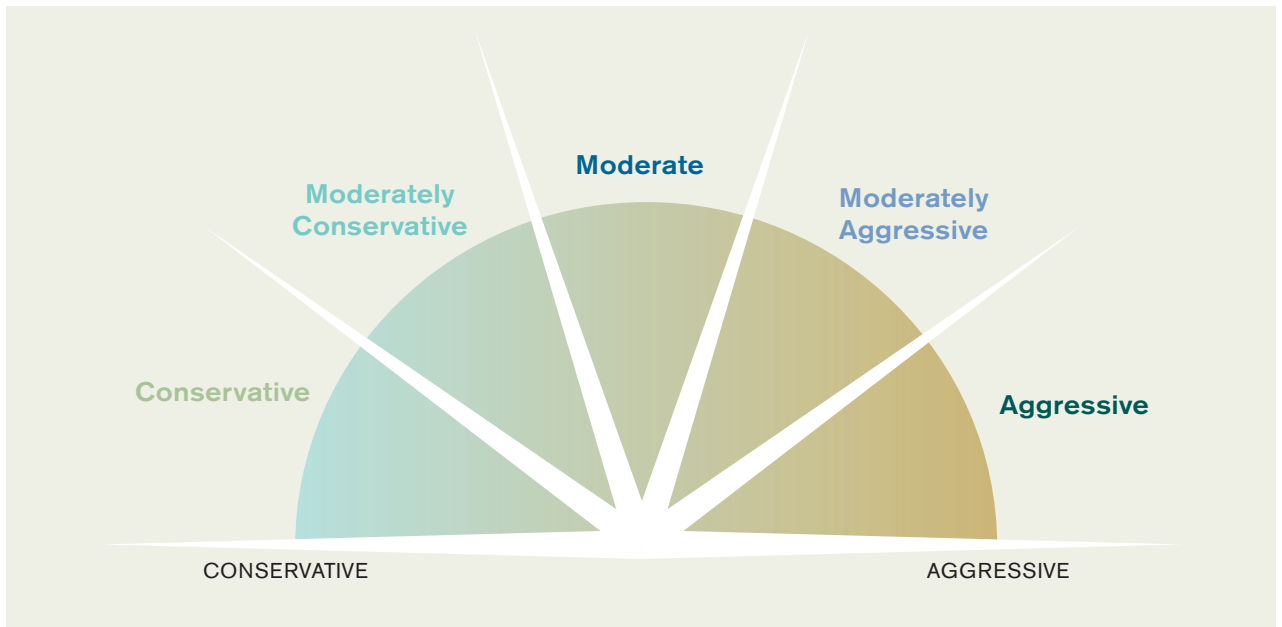 Moderate
Moderately
Conservative
Moderately
Aggressive
Conservative
Aggressive
CONSERVATIVE
AGGRESSIVE